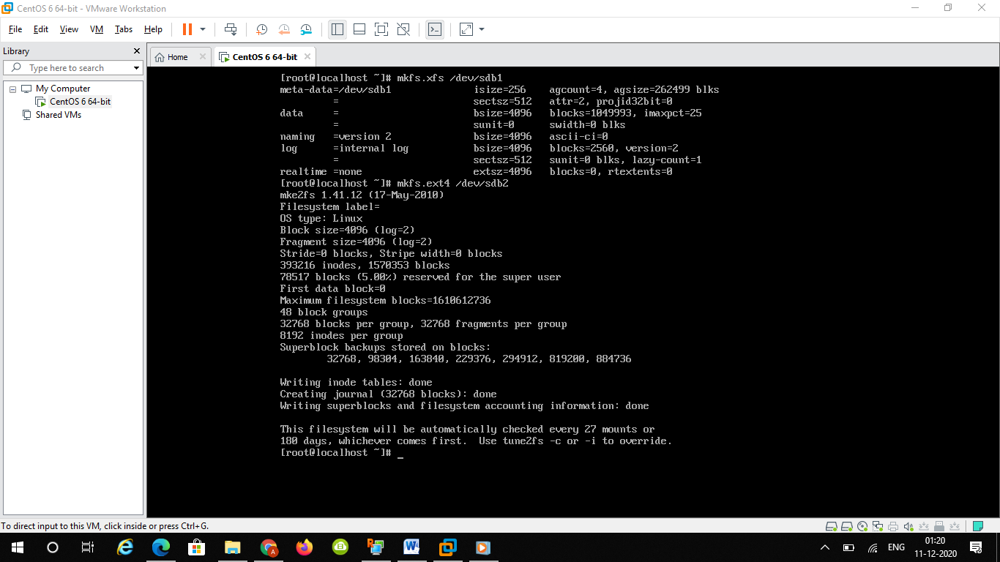 CentOS 6 64-bit - VMware Workstation
File Edit View VM Tabs Help
Library
Type here to search
My Computer
CentOS 6 64-bit
Shared VMs
Home
CentOS 6 64-bit
[root@localhost ~]# mkfs.xfs /dev/sdb1
meta-data=/dev/sdb1 isize=256 agcount=4, agsize=262499 blks
= sectsz=512 attr=2, projid32bit=0
data = bsize=4096 blocks=1049993, imaxpct=25
= sunit=0 swidth=0 blks
naming =version 2 bsize=4096 ascii-ci=0
log =internal log bsize=4096 blocks=2560, version=2
= sectsz=512 sunit=0 blks, lazy-count=1
realtime =none extsz=4096 blocks=0, rtextents=0
[root@localhost ~]# mkfs.ext4 /dev/sdb2
mke2fs 1.41.12 (17-May-2010)
Filesystem label=
OS type: Linux
Block size=4096 (log=2)
Fragment size=4096 (log=2)
Stride=0 blocks, Stripe width=0 blocks
393216 inodes, 1570353 blocks
78517 blocks (5.00%) reserved for the super user
First data block=0
Maximum filesystem blocks=1610612736
48 block groups
32768 blocks per group, 32768 fragments per group
8192 inodes per group
Superblock backups stored on blocks:
32768, 98304, 163840, 229376, 294912, 819200, 884736
Writing inode tables: done
Creating journal (32768 blocks): done
Writing superblocks and filesystem accounting information: done
This filesystem will be automatically checked every 27 mounts or
180 days, whichever comes first. Use tune2fs -c or -i to override.
[root@localhost ~]# _
To direct input to this VM, click inside or press Ctrl+G.
ENG
01:20
11-12-2020